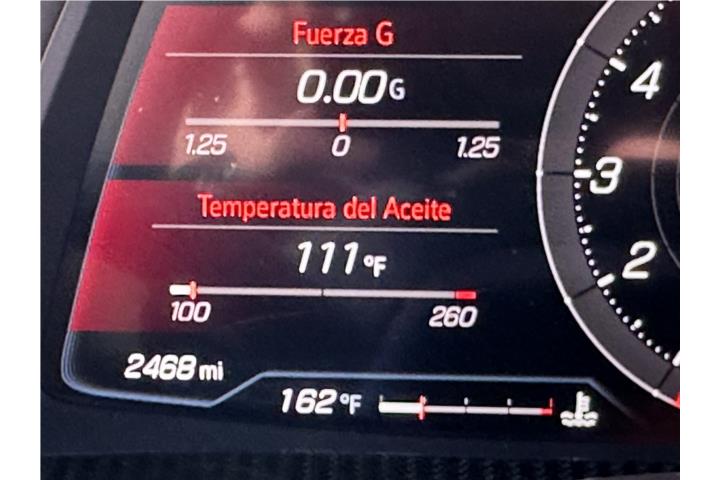 Fuerza G
0.00 G
1.25 0 1.25
Temperatura del Aceite
111 °F
100 260
2468 mi
162 °F
4
3
2